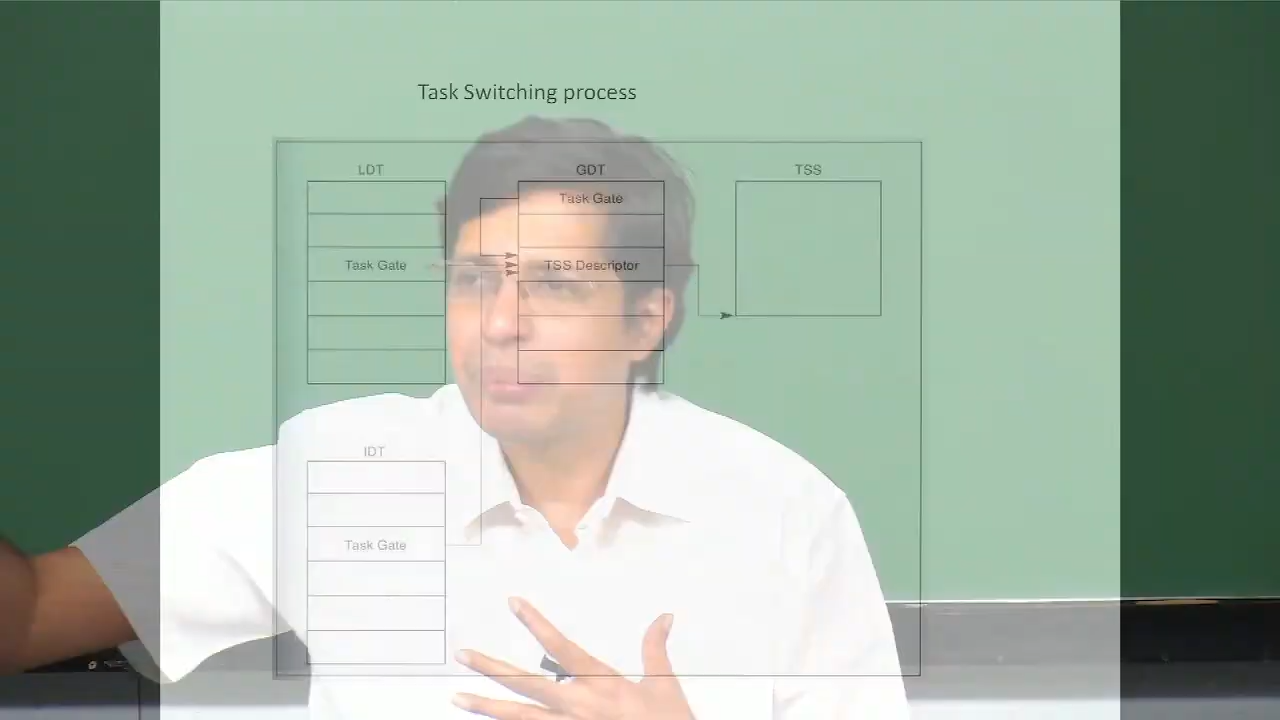 Task Switching process
LDT
GDT
TSS
Task Gate
Task Gate
TSS Descriptor
IDT
Task Gate